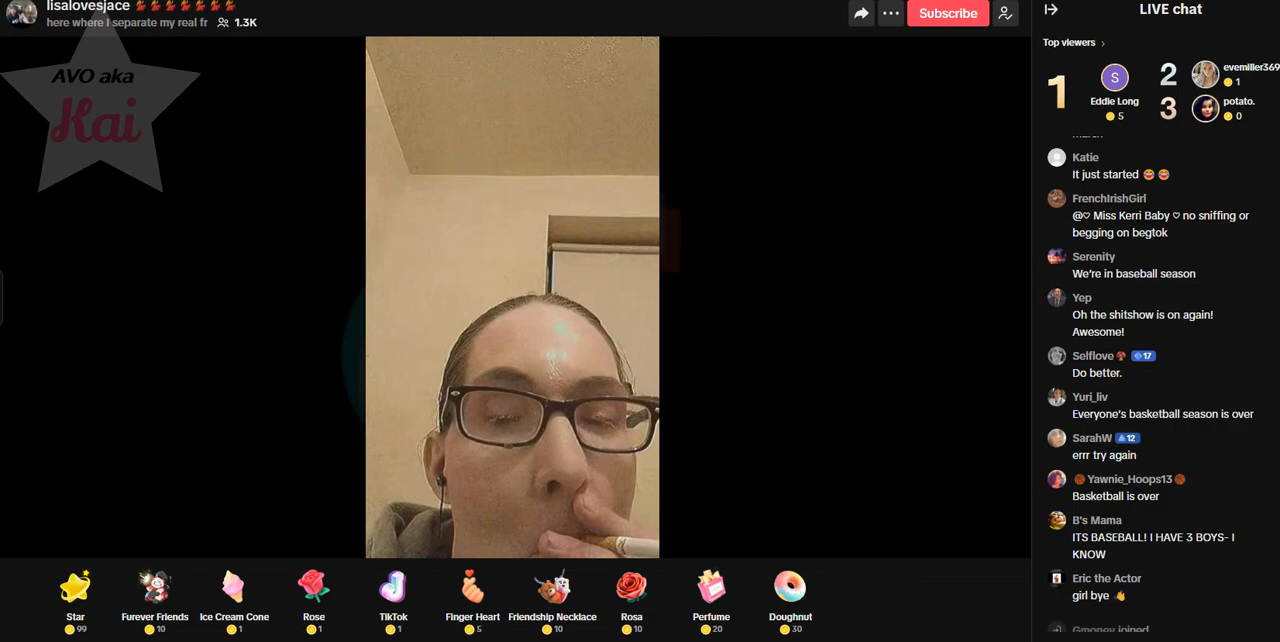 lisalovesjace
here where I separate my real fr 1.3K
Subscribe
AVO aka
Kai
LIVE chat
Top viewers
1
S
Eddie Long
5
2
evemiller369
1
3
potato.
0
Katie
It just started
FrenchIrishGirl
@♡ Miss Kerri Baby ♡ no sniffing or
begging on begtok
Serenity
We're in baseball season
Yep
Oh the shitshow is on again!
Awesome!
Selflove 17
Do better.
Yuri_liv
Everyone's basketball season is over
SarahW 12
errr try again
🏀Yawnie_Hoops13🏀
Basketball is over
B's Mama
ITS BASEBALL! I HAVE 3 BOYS- I
KNOW
Eric the Actor
girl bye 👋
Gmoney joined
Star
99
Furever Friends
10
Ice Cream Cone
1
Rose
1
TikTok
1
Finger Heart
5
Friendship Necklace
10
Rosa
10
Perfume
20
Doughnut
30